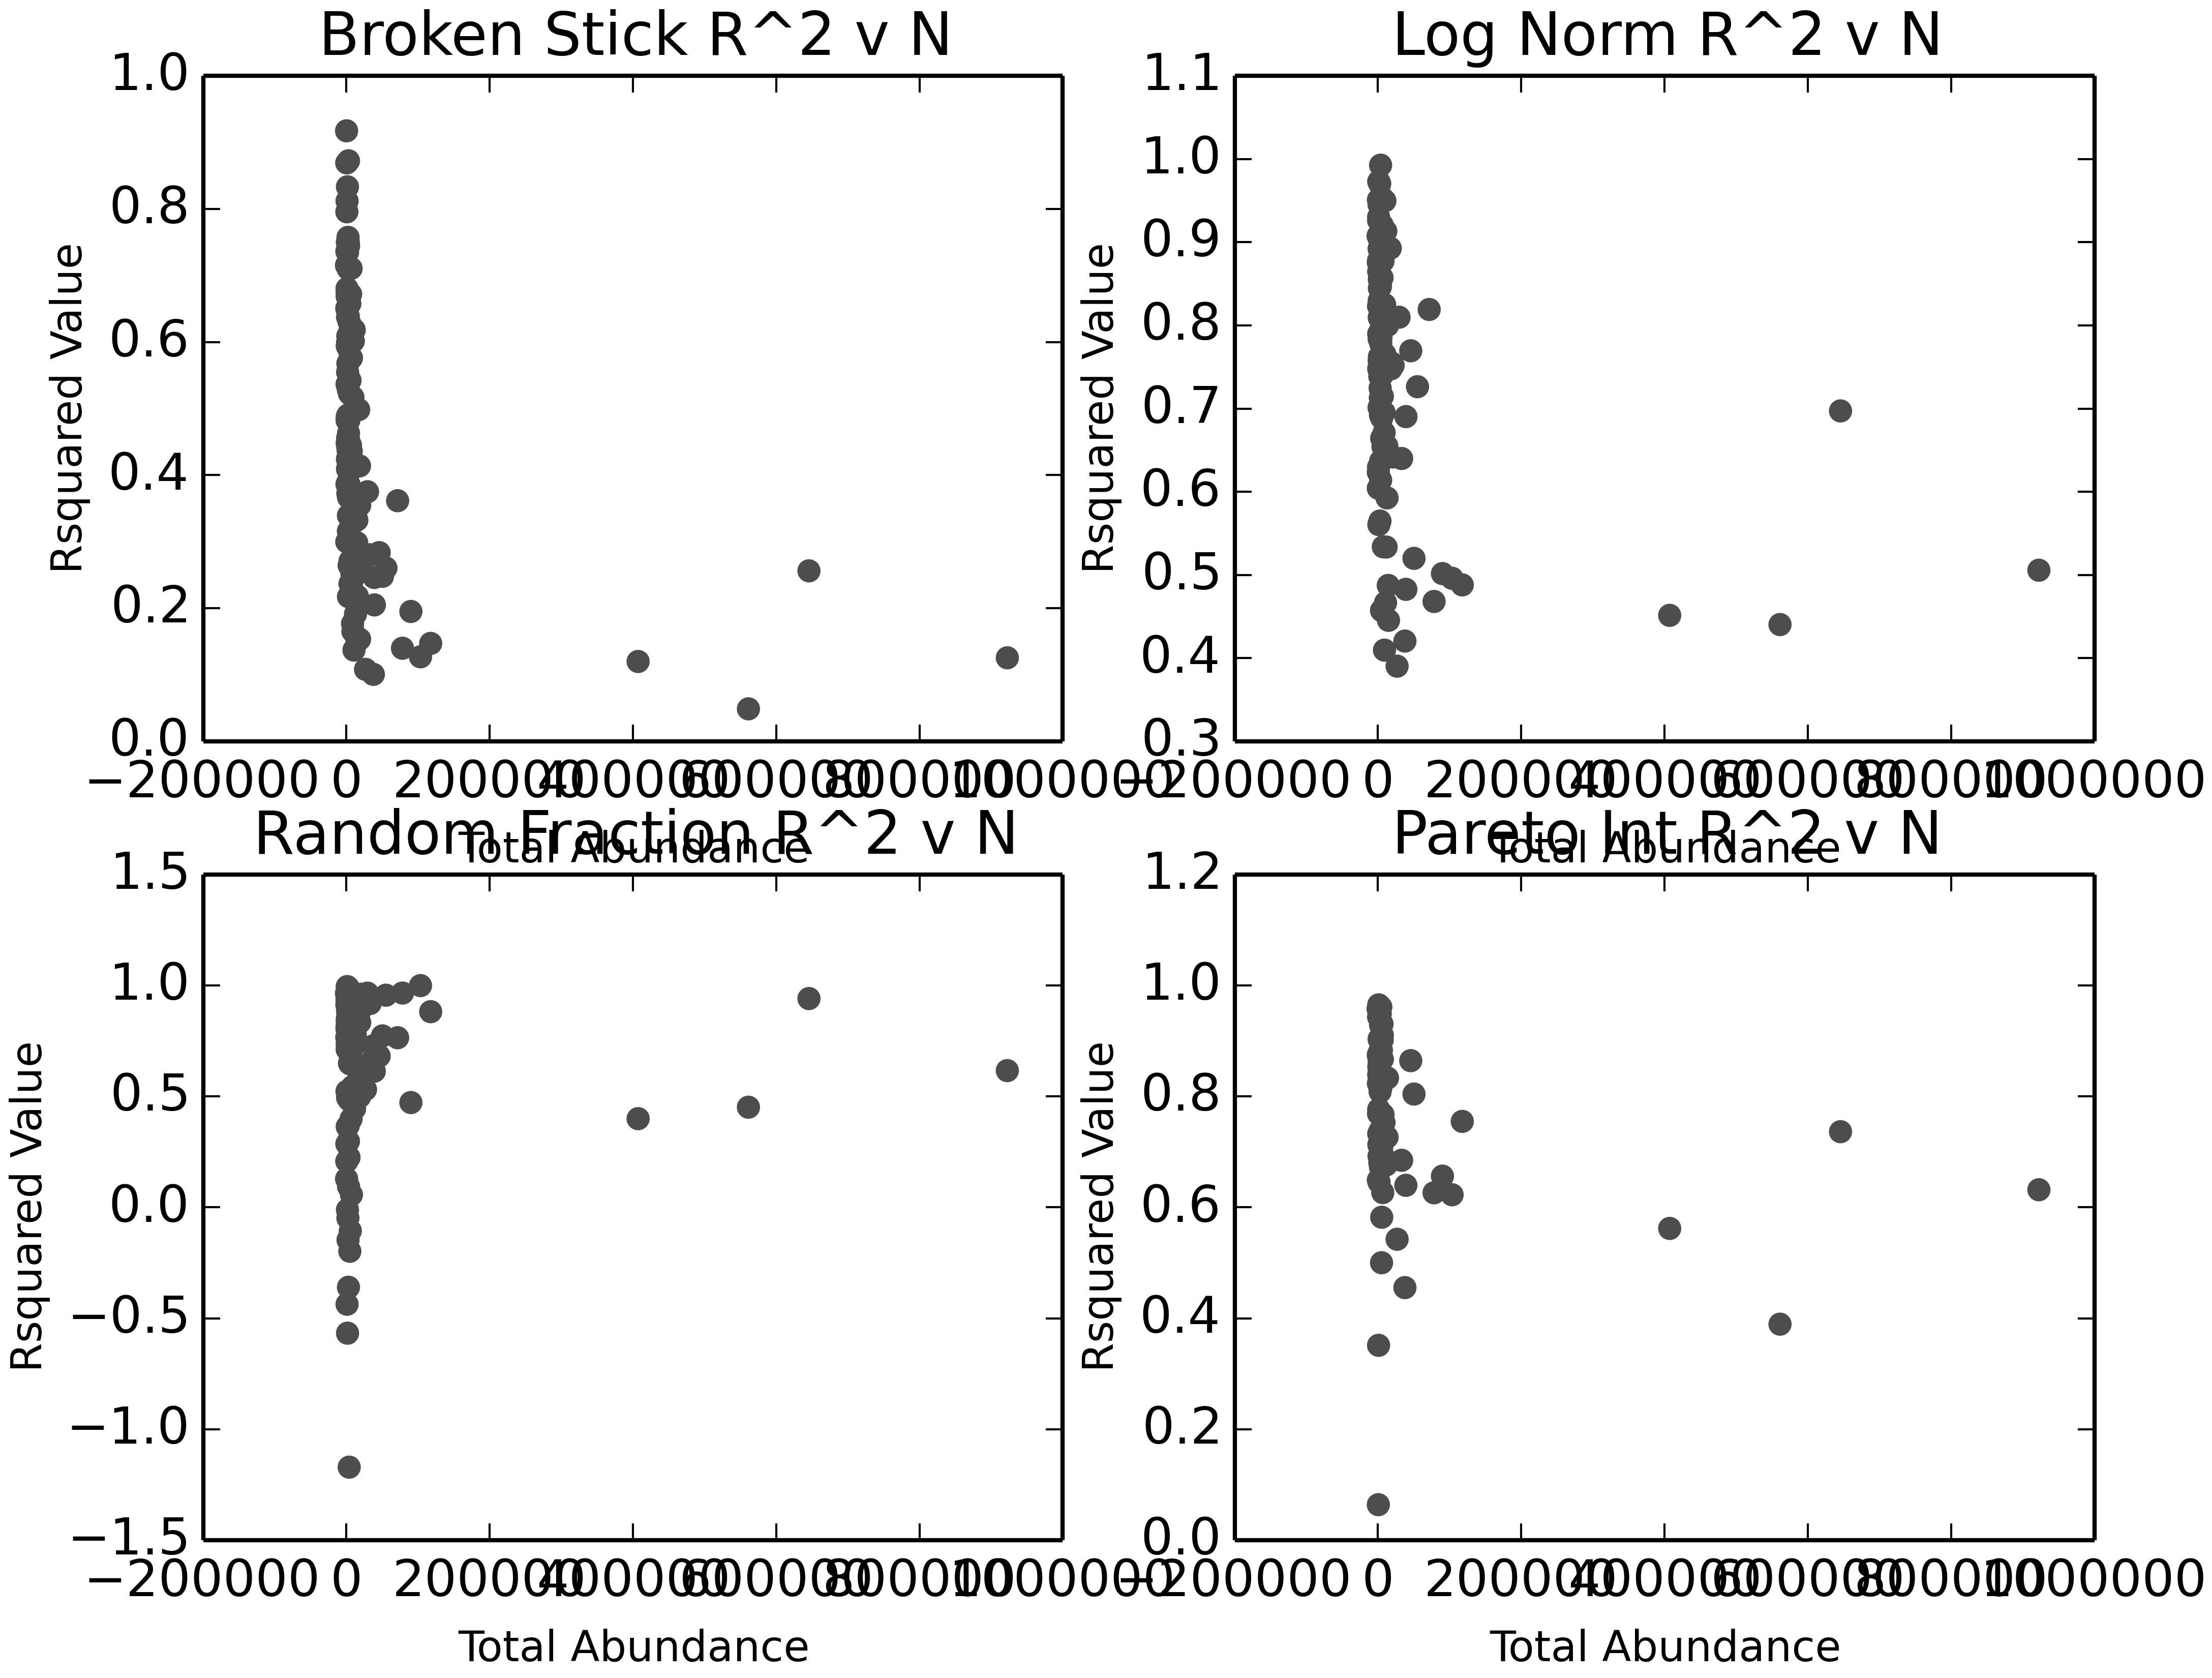 Broken Stick R^2 v N
1.0
0.8
0.6
0.4
0.2
0.0
Rsquared Value
−200000 0 200000 400000 600000 800000 1000000
Total Abundance
Log Norm R^2 v N
1.1
1.0
0.9
0.8
0.7
0.6
0.5
0.4
0.3
Rsquared Value
−200000 0 200000 400000 600000 800000 1000000
Total Abundance
Random Fraction R^2 v N
1.5
1.0
0.5
0.0
−0.5
−1.0
−1.5
Rsquared Value
−200000 0 200000 400000 600000 800000 1000000
Total Abundance
Pareto Int R^2 v N
1.2
1.0
0.8
0.6
0.4
0.2
0.0
Rsquared Value
−200000 0 200000 400000 600000 800000 1000000
Total Abundance